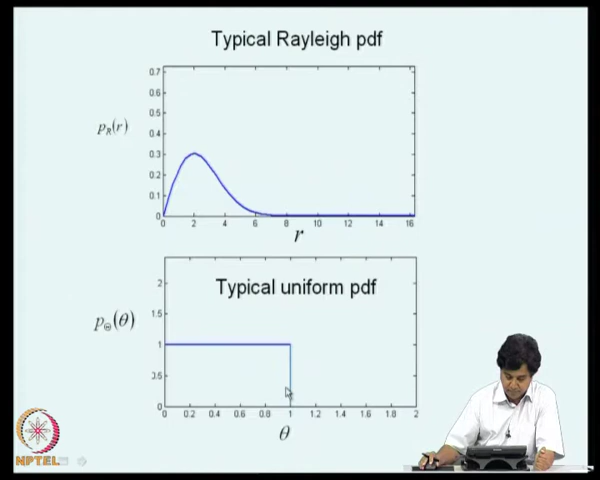 Typical Rayleigh pdf
0.7
0.6
0.5
0.4
0.3
0.2
0.1
0
p_R(r)
0 2 4 6 8 10 12 14 16
r
Typical uniform pdf
2
1.5
1
0.5
0
p_Θ(θ)
0 0.2 0.4 0.6 0.8 1 1.2 1.4 1.6 1.8 2
θ
NPTEL